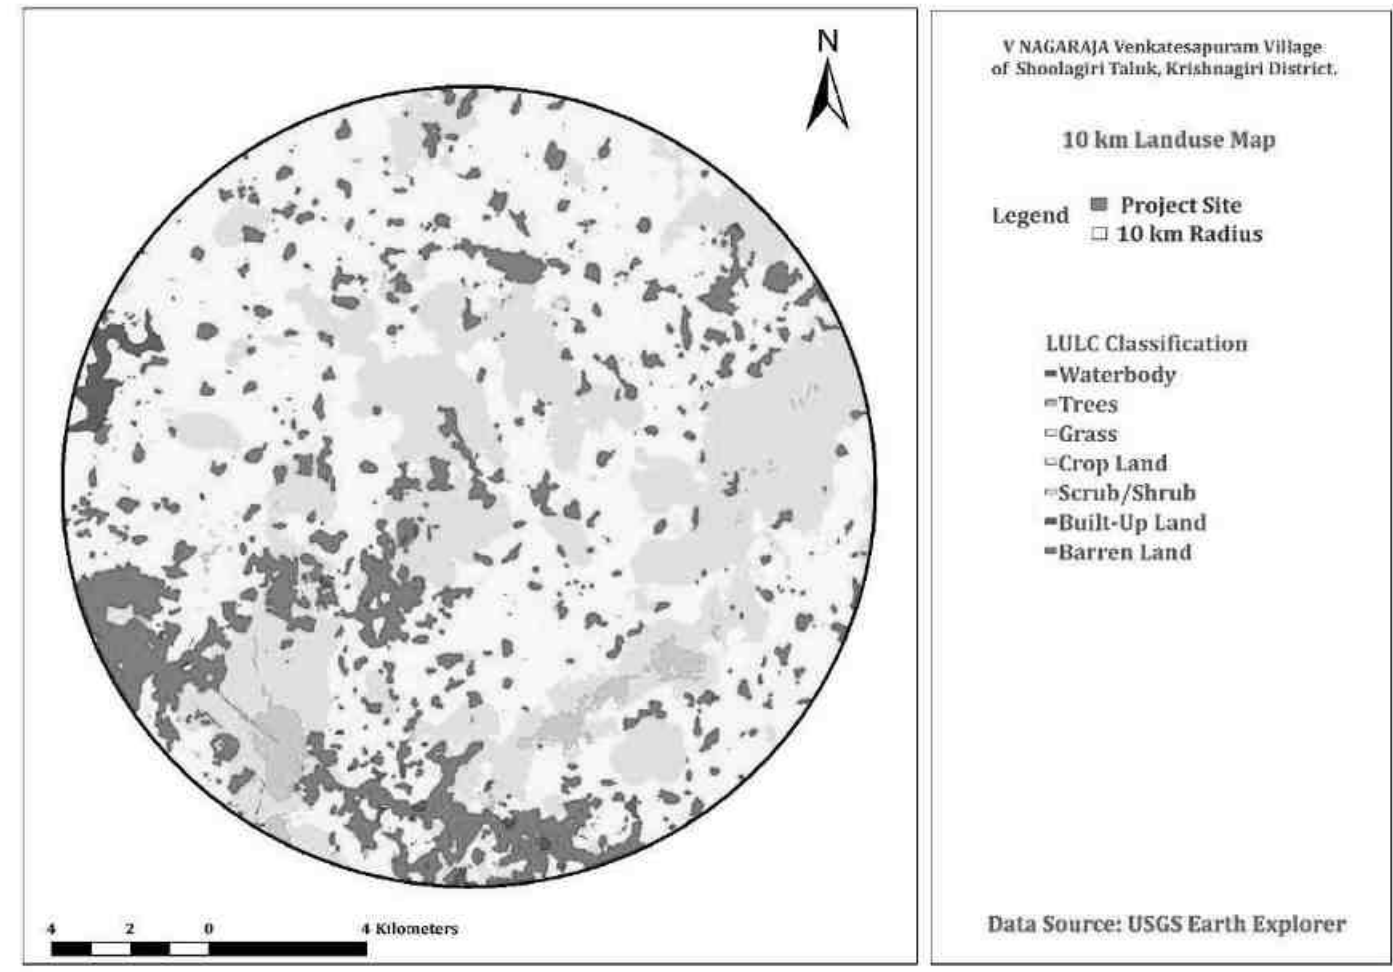 N
4 2 0 4 Kilometers
V NAGARAJA Venkatesapuram Village
of Shoolagiri Taluk, Krishnagiri District.
10 km Landuse Map
Legend
Project Site
10 km Radius
LULC Classification
Waterbody
Trees
Grass
Crop Land
Scrub/Shrub
Built-Up Land
Barren Land
Data Source: USGS Earth Explorer